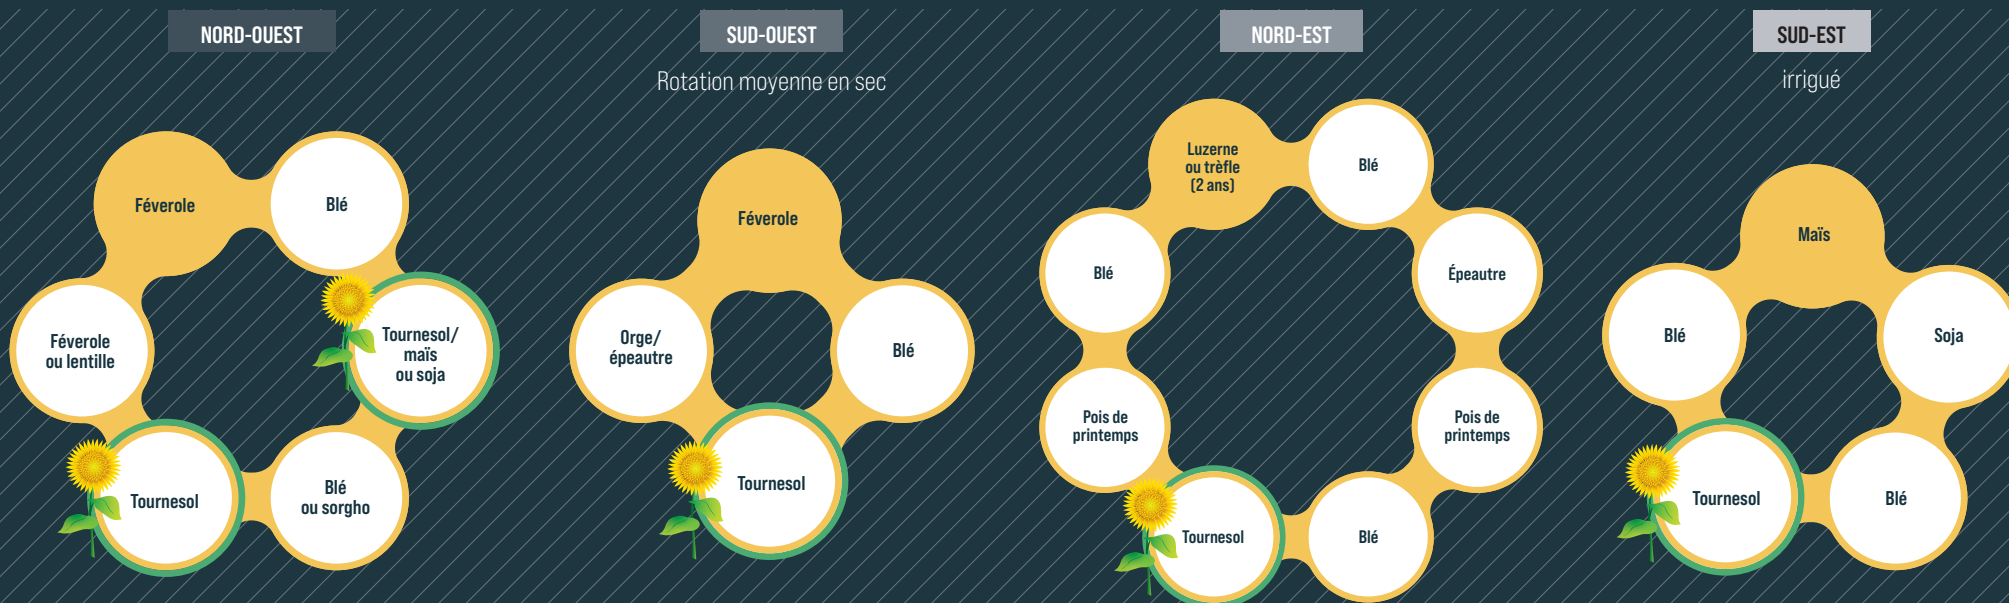 NORD-OUEST
Féverole
Blé
Tournesol/
maïs
ou soja
Blé
ou sorgho
Tournesol
Féverole
ou lentille
SUD-OUEST
Rotation moyenne en sec
Féverole
Blé
Tournesol
Orge/
épeautre
NORD-EST
Luzerne
ou trèfle
(2 ans)
Blé
Épeautre
Pois de
printemps
Blé
Tournesol
Pois de
printemps
Blé
SUD-EST
irrigué
Maïs
Soja
Blé
Tournesol
Blé